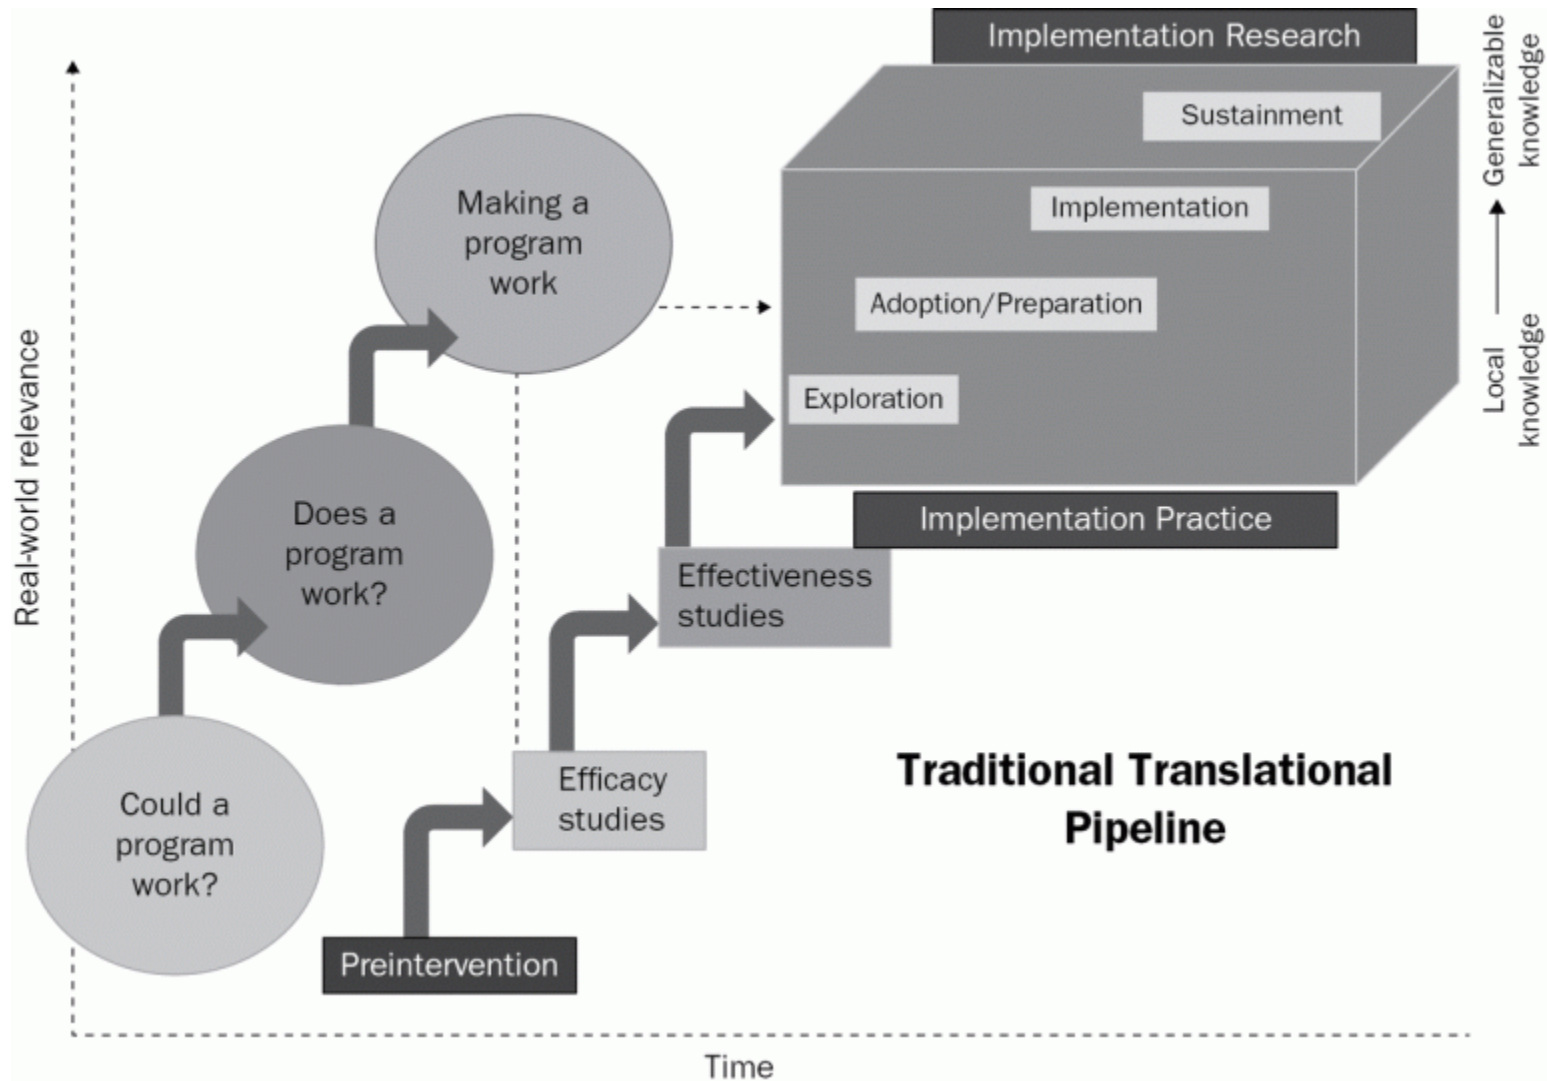 Implementation Research
Generalizable
knowledge
Sustainment
Making a
program
work
Implementation
Adoption/Preparation
Local
knowledge
Exploration
Real-world relevance
Does a
program
work?
Implementation Practice
Effectiveness
studies
Could a
program
work?
Efficacy
studies
Traditional Translational
Pipeline
Preintervention
Time